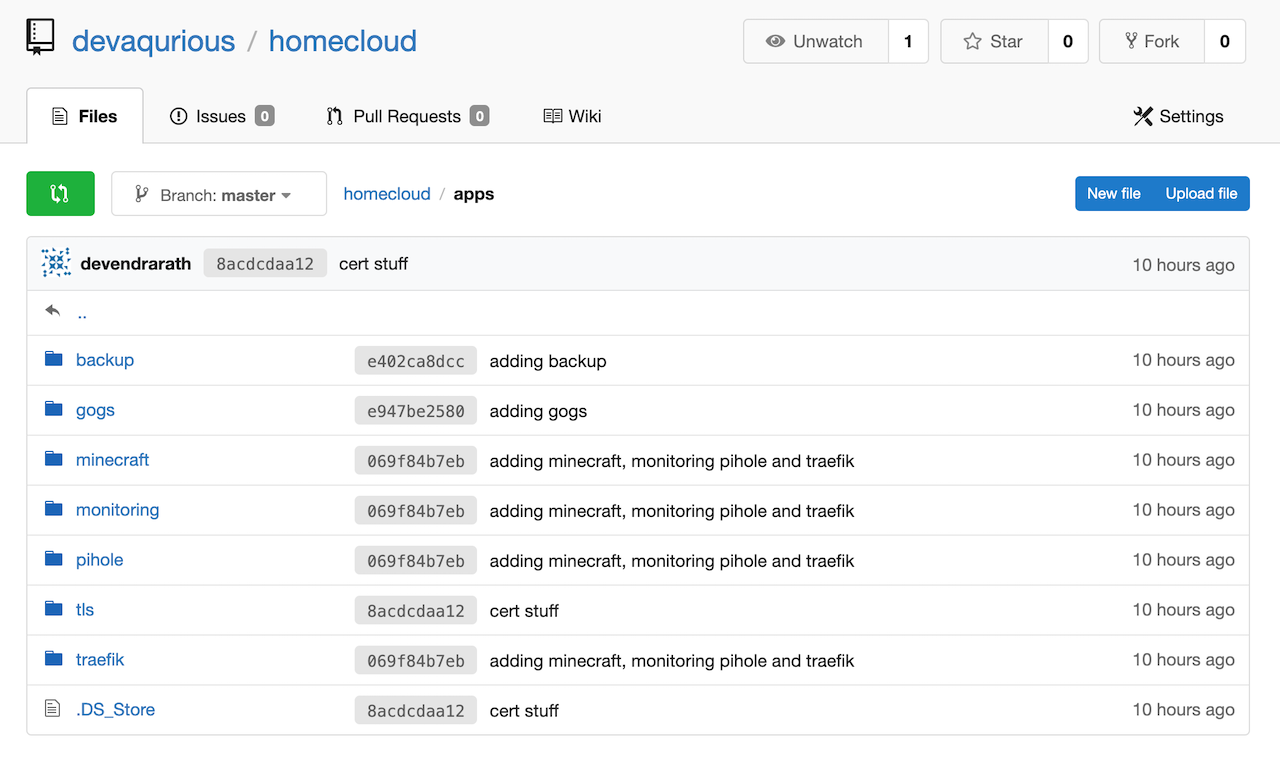 devaqurious / homecloud
Unwatch 1 Star 0 Fork 0
Files Issues 0 Pull Requests 0 Wiki Settings
Branch: master homecloud / apps New file Upload file
devendrarath 8acdcdaa12 cert stuff 10 hours ago
..
backup e402ca8dcc adding backup 10 hours ago
gogs e947be2580 adding gogs 10 hours ago
minecraft 069f84b7eb adding minecraft, monitoring pihole and traefik 10 hours ago
monitoring 069f84b7eb adding minecraft, monitoring pihole and traefik 10 hours ago
pihole 069f84b7eb adding minecraft, monitoring pihole and traefik 10 hours ago
tls 8acdcdaa12 cert stuff 10 hours ago
traefik 069f84b7eb adding minecraft, monitoring pihole and traefik 10 hours ago
.DS_Store 8acdcdaa12 cert stuff 10 hours ago